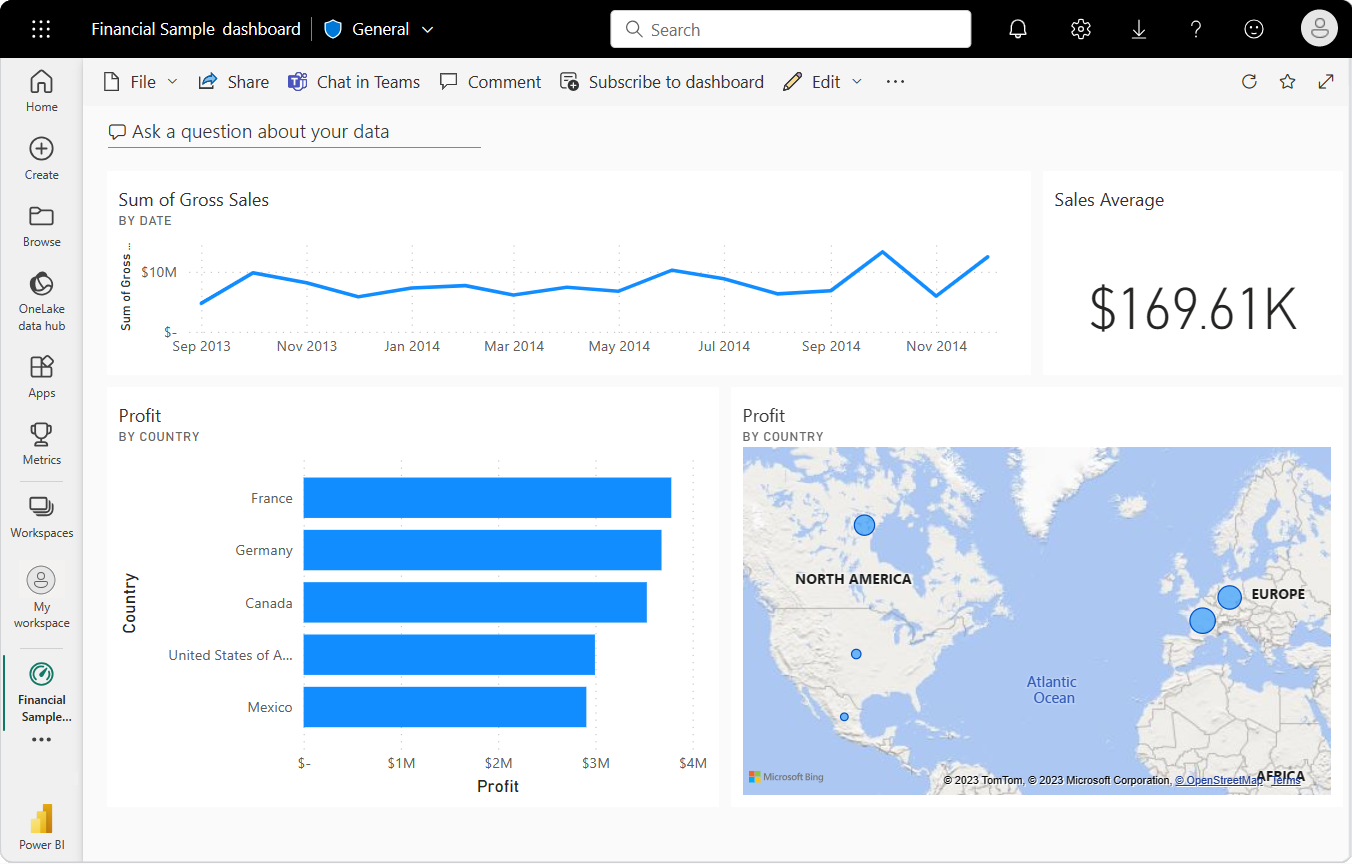 Financial Sample dashboard
General
Search
File
Share
Chat in Teams
Comment
Subscribe to dashboard
Edit
Home
Create
Browse
OneLake
data hub
Apps
Metrics
Workspaces
My
workspace
Financial
Sample...
Power BI
Ask a question about your data
Sum of Gross Sales
BY DATE
Sum of Gross ...
$10M
$-
Sep 2013
Nov 2013
Jan 2014
Mar 2014
May 2014
Jul 2014
Sep 2014
Nov 2014
Sales Average
$169.61K
Profit
BY COUNTRY
Country
France
Germany
Canada
United States of A...
Mexico
$-
$1M
$2M
$3M
$4M
Profit
Profit
BY COUNTRY
NORTH AMERICA
EUROPE
Atlantic
Ocean
AFRICA
Microsoft Bing
© 2023 TomTom, © 2023 Microsoft Corporation, © OpenStreetMap Terms